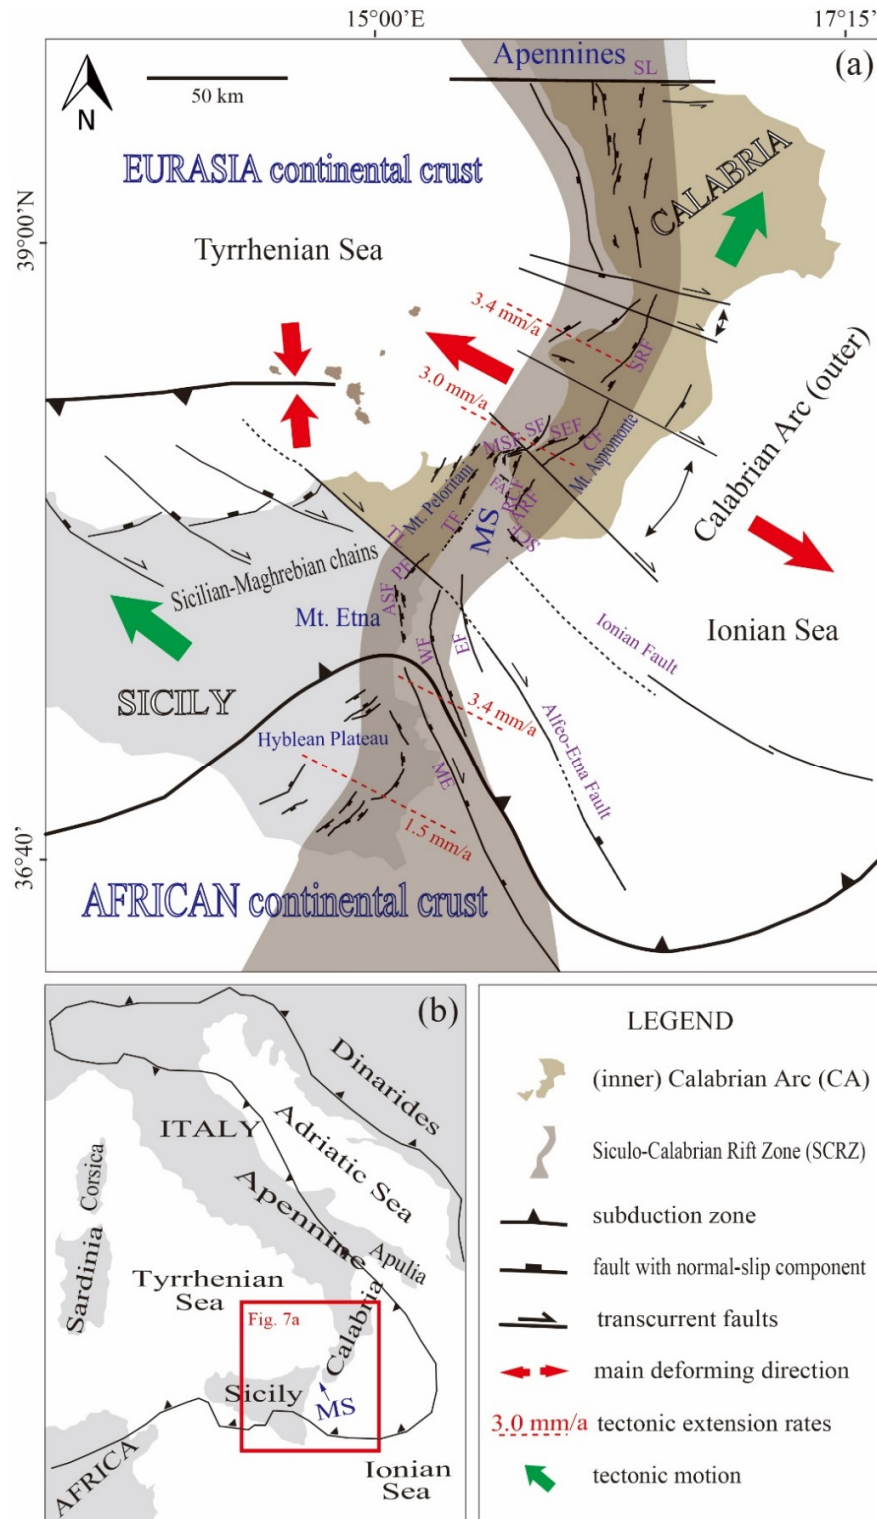 15°00'E
17°15'
Apennines
SL
(a)
50 km
N
EURASIA continental crust
CALABRIA
39°00'N
Tyrrhenian Sea
3.4 mm/a
SRF
3.0 mm/a
Calabrian Arc (outer)
MSF
SF
SEF
CF
Mt. Aspromonte
Mt. Peloritani
RCF
ARF
TF
MS
SCF
TL
PF
Sicilian-Maghrebian chains
ASF
Mt. Etna
WF
EF
Ionian Fault
Ionian Sea
SICILY
3.4 mm/a
Hyblean Plateau
Alfeo-Etna Fault
ME
1.5 mm/a
36°40'
AFRICAN continental crust
(b)
Dinarides
ITALY
Adriatic Sea
Corsica
Apennine
Apulia
Sardinia
Tyrrhenian
Sea
Fig. 7a
Calabria
Sicily
MS
AFRICA
Ionian
Sea
LEGEND
(inner) Calabrian Arc (CA)
Siculo-Calabrian Rift Zone (SCRZ)
subduction zone
fault with normal-slip component
transcurrent faults
main deforming direction
3.0 mm/a tectonic extension rates
tectonic motion